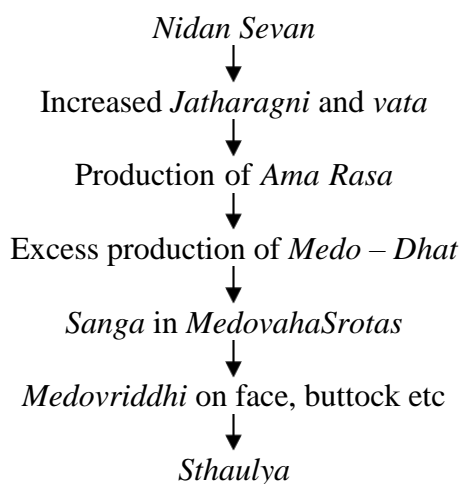 Nidan Sevan
Increased Jatharagni and vata
Production of Ama Rasa
Excess production of Medo – Dhat
Sanga in MedovahaSrotas
Medovriddhi on face, buttock etc
Sthaulya